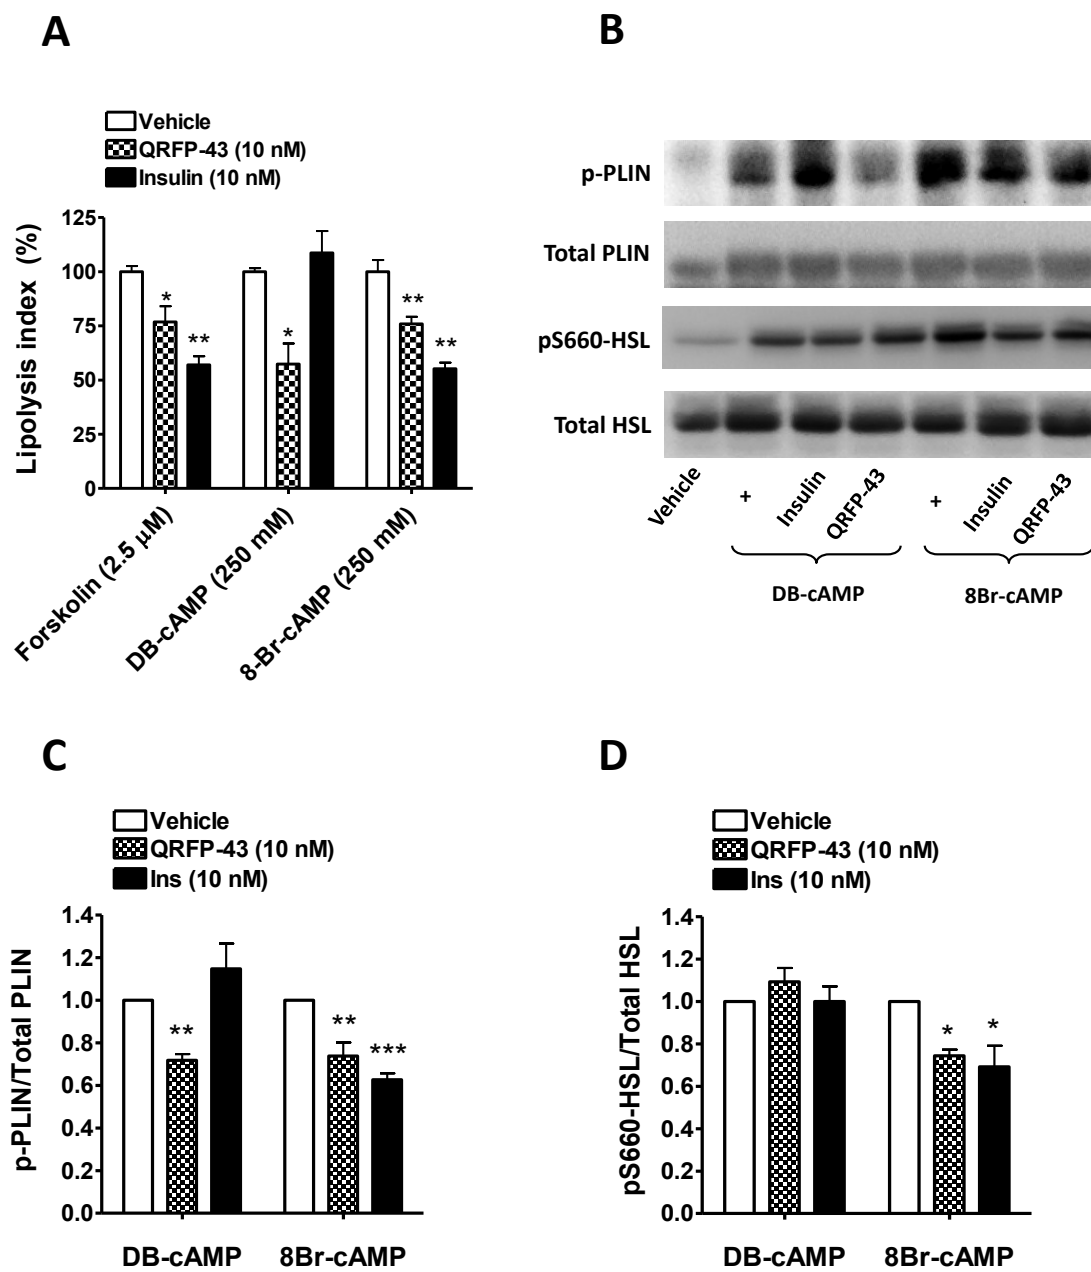 A
Vehicle
QRFP-43 (10 nM)
Insulin (10 nM)
Lipolysis index (%)
125
100
75
50
25
0
*
**
*
**
**
Forskolin (2.5 µM)
DB-cAMP (250 mM)
8-Br-cAMP (250 mM)
B
p-PLIN
Total PLIN
pS660-HSL
Total HSL
Vehicle
+
Insulin
QRFP-43
+
Insulin
QRFP-43
DB-cAMP
8Br-cAMP
C
Vehicle
QRFP-43 (10 nM)
Ins (10 nM)
p-PLIN/Total PLIN
1.4
1.2
1.0
0.8
0.6
0.4
0.2
0.0
**
**
***
DB-cAMP
8Br-cAMP
D
Vehicle
QRFP-43 (10 nM)
Ins (10 nM)
pS660-HSL/Total HSL
1.4
1.2
1.0
0.8
0.6
0.4
0.2
0.0
*
*
DB-cAMP
8Br-cAMP